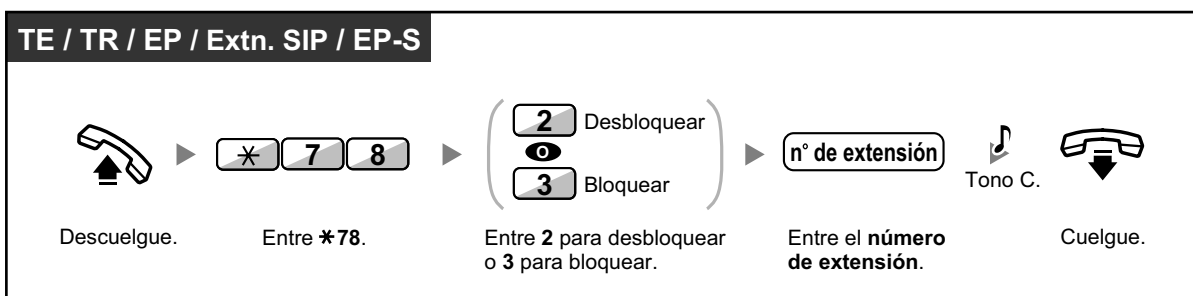 TE / TR / EP / Extn. SIP / EP-S
2 Desbloquear
o
3 Bloquear
✳ 7 8
n° de extensión
Tono C.
Descuelgue.
Entre ✳78.
Entre 2 para desbloquear
o 3 para bloquear.
Entre el número
de extensión.
Cuelgue.